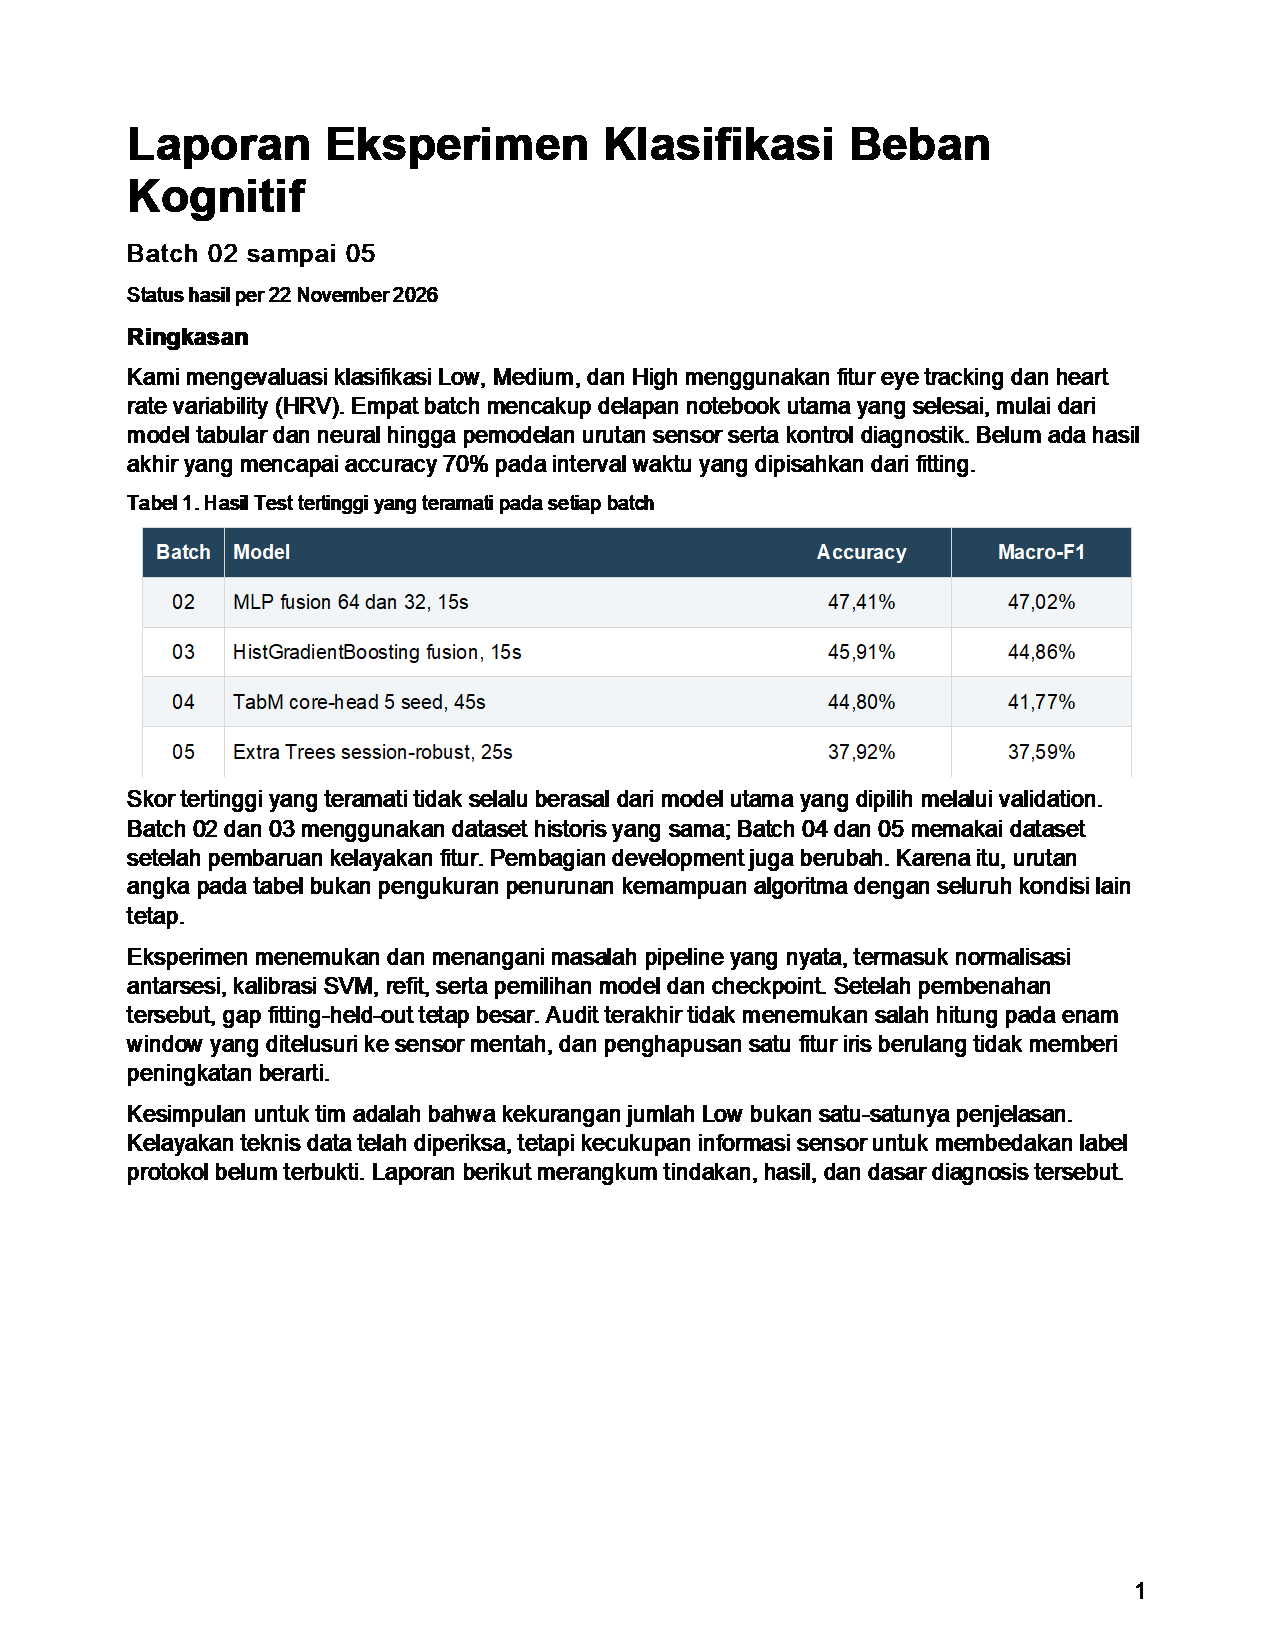 Laporan Eksperimen Klasifikasi Beban
Kognitif
Batch 02 sampai 05
Status hasil per 22 November 2026
Ringkasan
Kami mengevaluasi klasifikasi Low, Medium, dan High menggunakan fitur eye tracking dan heart
rate variability (HRV). Empat batch mencakup delapan notebook utama yang selesai, mulai dari
model tabular dan neural hingga pemodelan urutan sensor serta kontrol diagnostik. Belum ada hasil
akhir yang mencapai accuracy 70% pada interval waktu yang dipisahkan dari fitting.
Tabel 1. Hasil Test tertinggi yang teramati pada setiap batch
Batch Model Accuracy Macro-F1
02 MLP fusion 64 dan 32, 15s 47,41% 47,02%
03 HistGradientBoosting fusion, 15s 45,91% 44,86%
04 TabM core-head 5 seed, 45s 44,80% 41,77%
05 Extra Trees session-robust, 25s 37,92% 37,59%
Skor tertinggi yang teramati tidak selalu berasal dari model utama yang dipilih melalui validation.
Batch 02 dan 03 menggunakan dataset historis yang sama; Batch 04 dan 05 memakai dataset
setelah pembaruan kelayakan fitur. Pembagian development juga berubah. Karena itu, urutan
angka pada tabel bukan pengukuran penurunan kemampuan algoritma dengan seluruh kondisi lain
tetap.
Eksperimen menemukan dan menangani masalah pipeline yang nyata, termasuk normalisasi
antarsesi, kalibrasi SVM, refit, serta pemilihan model dan checkpoint. Setelah pembenahan
tersebut, gap fitting-held-out tetap besar. Audit terakhir tidak menemukan salah hitung pada enam
window yang ditelusuri ke sensor mentah, dan penghapusan satu fitur iris berulang tidak memberi
peningkatan berarti.
Kesimpulan untuk tim adalah bahwa kekurangan jumlah Low bukan satu-satunya penjelasan.
Kelayakan teknis data telah diperiksa, tetapi kecukupan informasi sensor untuk membedakan label
protokol belum terbukti. Laporan berikut merangkum tindakan, hasil, dan dasar diagnosis tersebut.
1